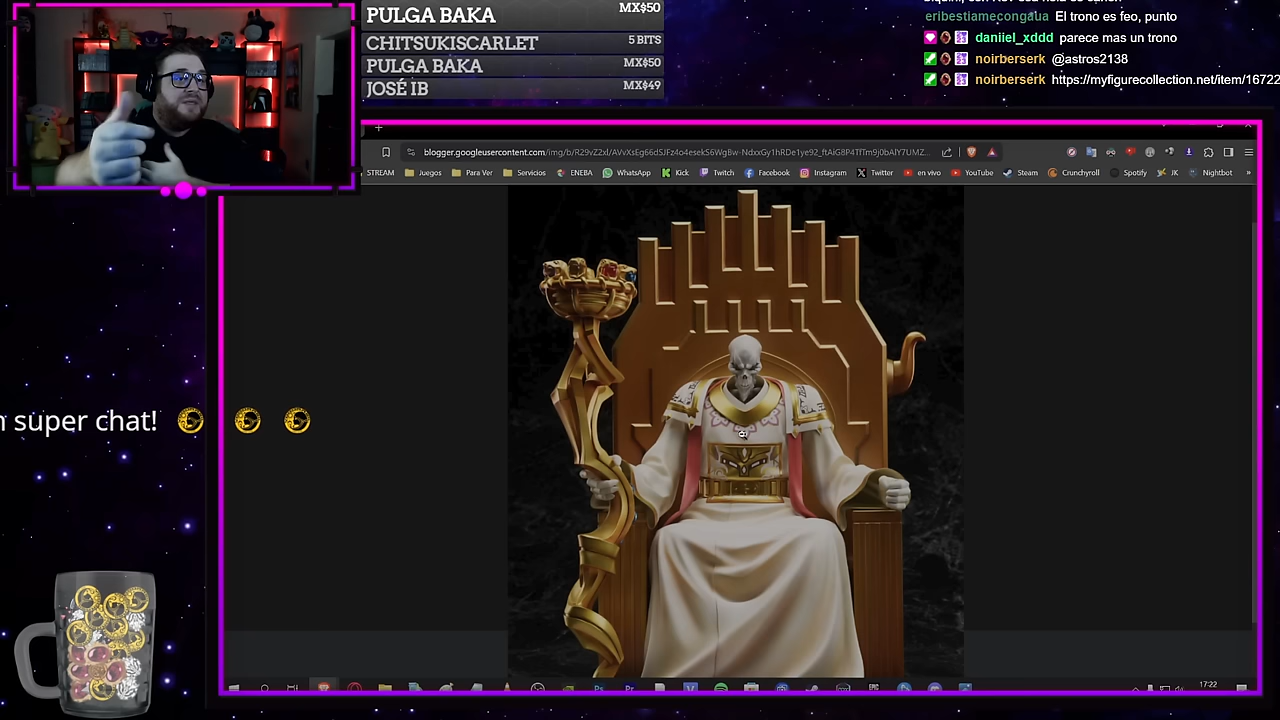 PULGA BAKA MX$50
CHITSUKISCARLET 5 BITS
PULGA BAKA MX$50
JOSÉ IB MX$49
El trono es feo, punto
daniiel_xddd parece mas un trono
noirberserk @astros2138
noirberserk https://myfigurecollection.net/item/16722
STREAM Juegos Para Ver Servicios ENEBA WhatsApp Kick Twitch Facebook Instagram Twitter en vivo YouTube Steam Crunchyroll Spotify JK Nightbot »
super chat!
17:22